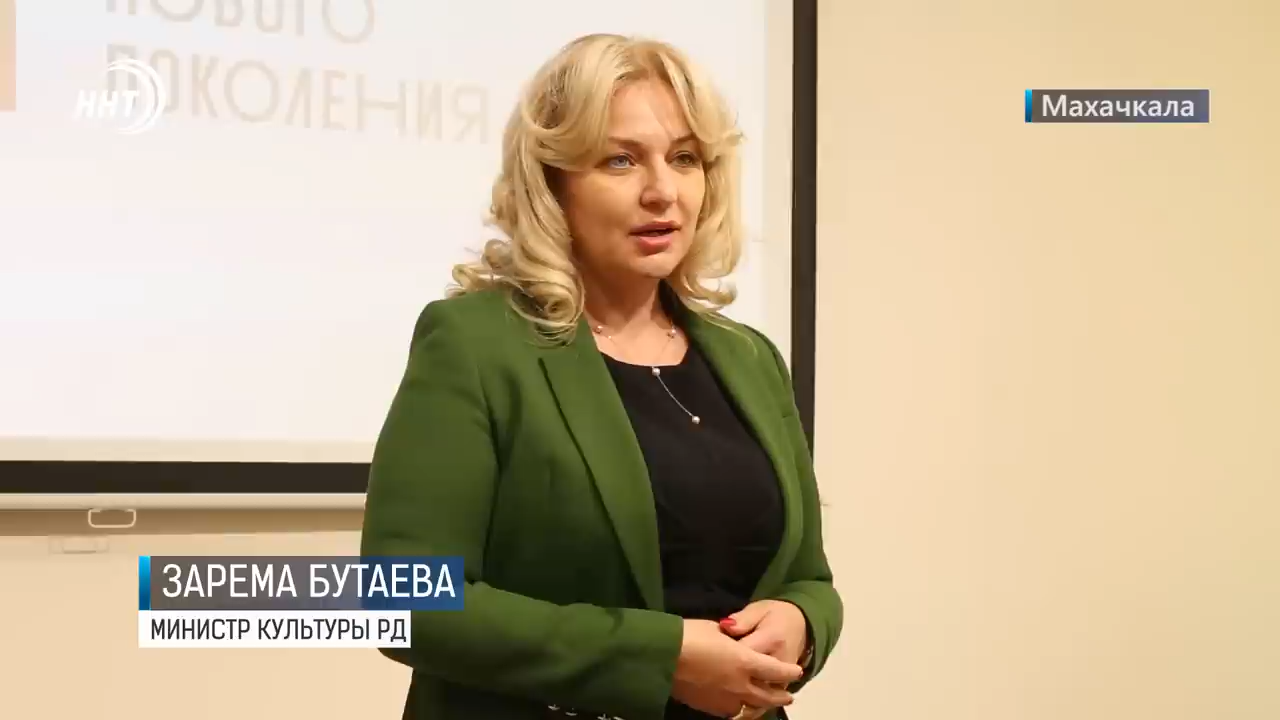 НОВОГО
ПОКОЛЕНИЯ
ННТ
Махачкала
ЗАРЕМА БУТАЕВА
МИНИСТР КУЛЬТУРЫ РД